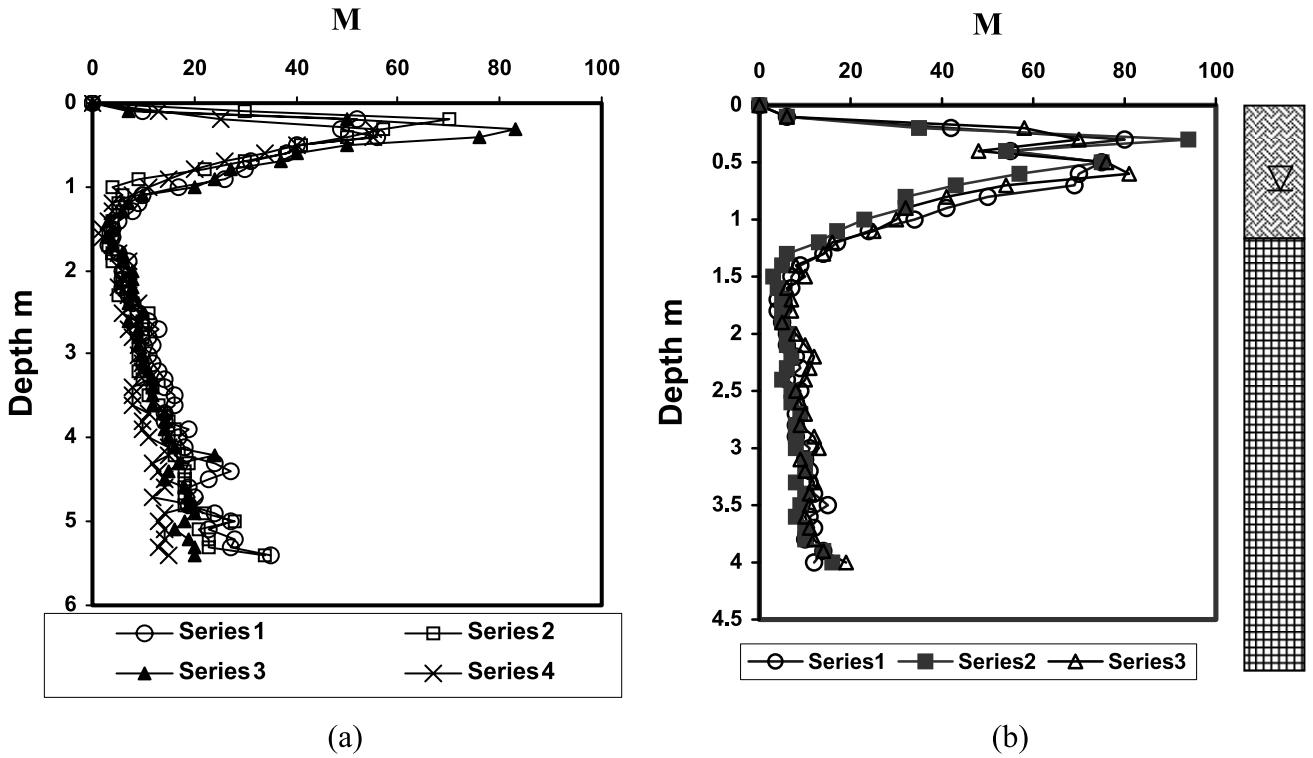 M
0 20 40 60 80 100
0
1
2
3
4
5
6
Depth m
Series 1 Series 2
Series 3 Series 4
(a)
M
0 20 40 60 80 100
0
0.5
1
1.5
2
2.5
3
3.5
4
4.5
Depth m
Series1 Series2 Series3
(b)